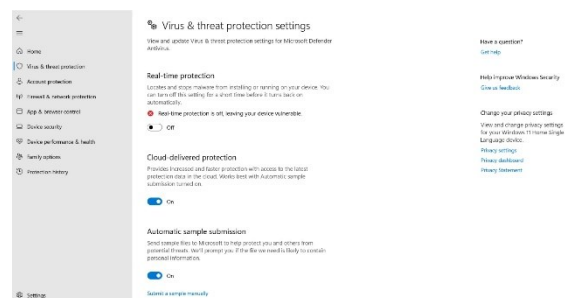 Home
Virus & threat protection
Account protection
Firewall & network protection
App & browser control
Device security
Device performance & health
Family options
Protection history
Settings
Virus & threat protection settings
View and update Virus & threat protection settings for Microsoft Defender
Antivirus.
Real-time protection
Locates and stops malware from installing or running on your device. You
can turn off this setting for a short time before it turns back on
automatically.
Real-time protection is off, leaving your device vulnerable.
Off
Cloud-delivered protection
Provides increased and faster protection with access to the latest
protection data in the cloud. Works best with Automatic sample
submission turned on.
On
Automatic sample submission
Send sample files to Microsoft to help protect you and others from
potential threats. We'll prompt you if the file we need is likely to contain
personal information.
On
Submit a sample manually
Have a question?
Get help
Help improve Windows Security
Give us feedback
Change your privacy settings
View and change privacy settings
for your Windows 11 Home Single
Language device.
Privacy settings
Privacy dashboard
Privacy Statement